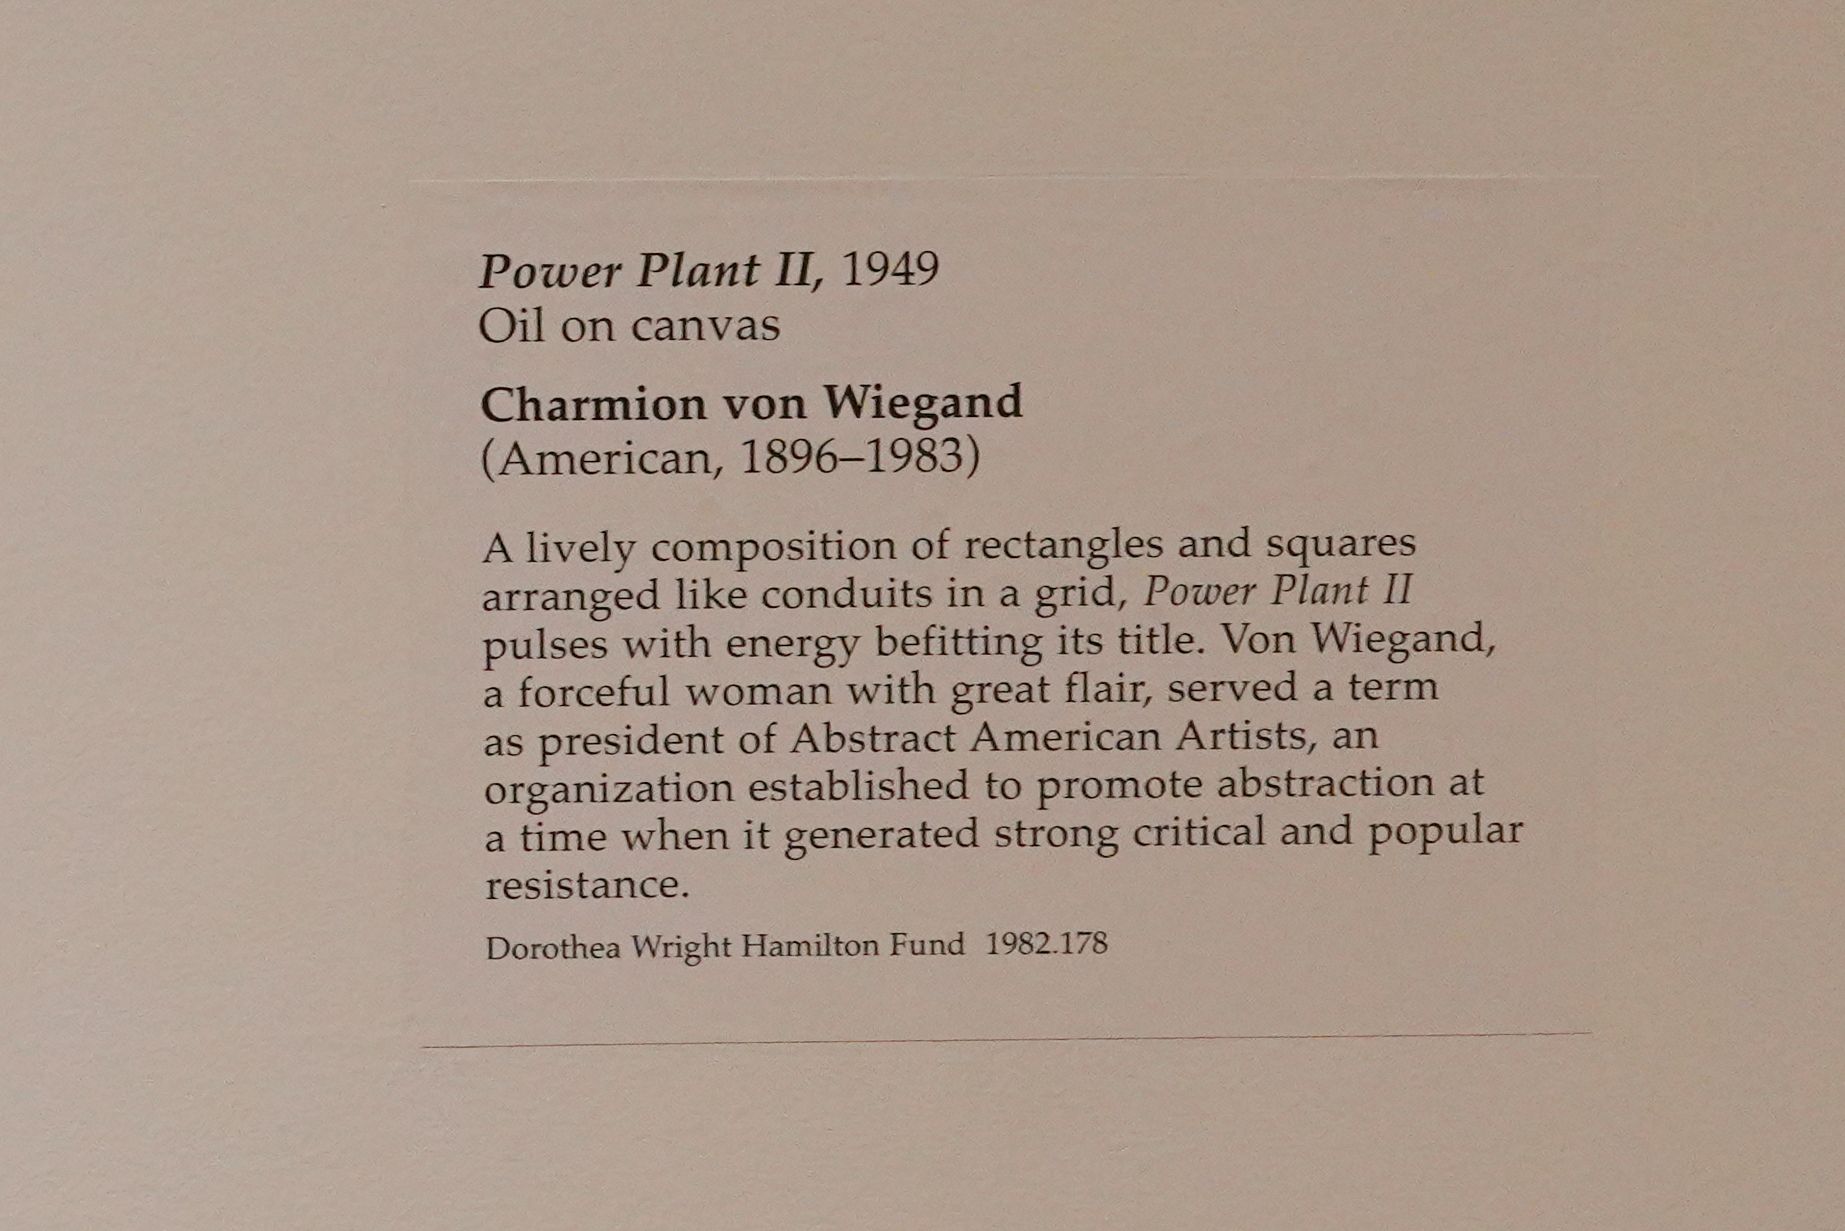 Power Plant II, 1949
Oil on canvas
Charmion von Wiegand
(American, 1896–1983)
A lively composition of rectangles and squares
arranged like conduits in a grid, Power Plant II
pulses with energy befitting its title. Von Wiegand,
a forceful woman with great flair, served a term
as president of Abstract American Artists, an
organization established to promote abstraction at
a time when it generated strong critical and popular
resistance.
Dorothea Wright Hamilton Fund 1982.178